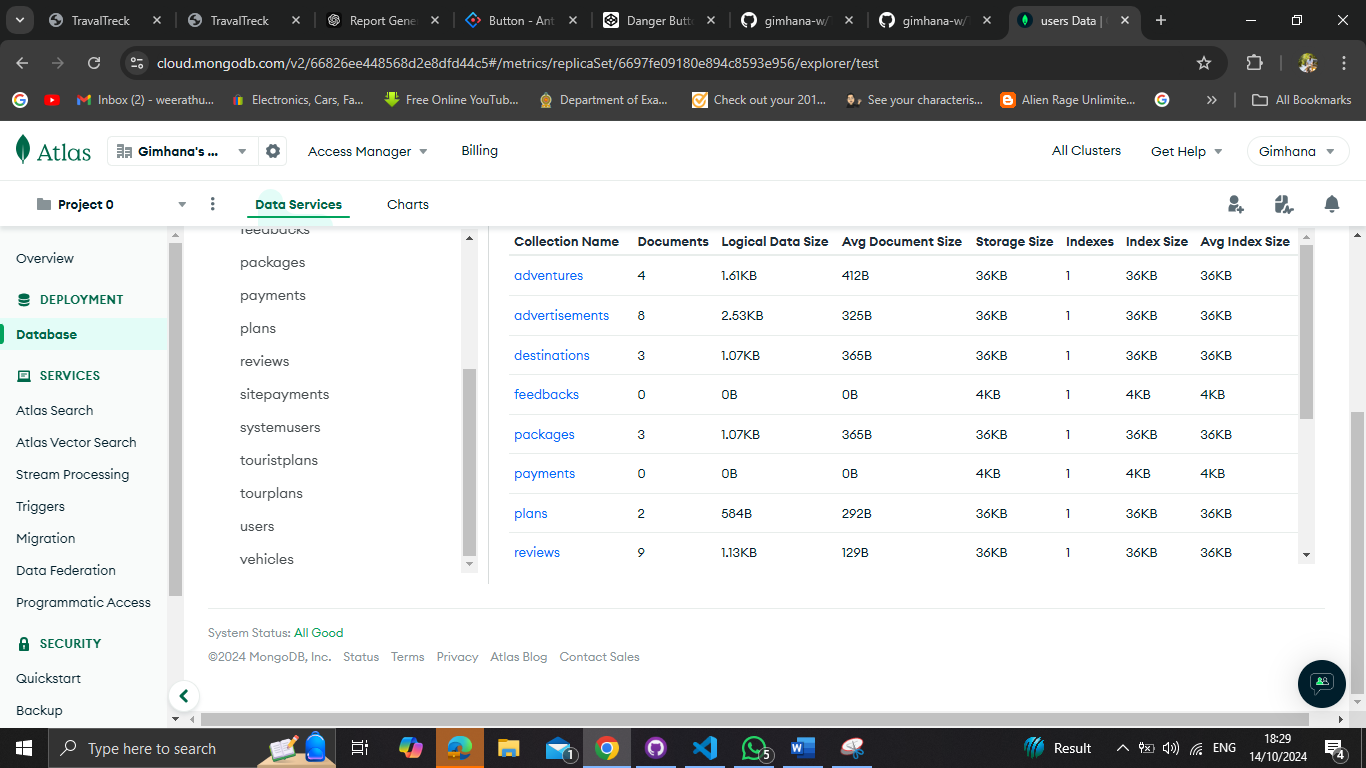 TravalTreck
TravalTreck
Report Gene
Button - Ant
Danger Butt
gimhana-w/
gimhana-w/
users Data |
cloud.mongodb.com/v2/66826ee448568d2e8dfd44c5#/metrics/replicaSet/6697fe09180e894c8593e956/explorer/test
Inbox (2) - weerathu...
Electronics, Cars, Fa...
Free Online YouTub...
Department of Exa...
Check out your 201...
See your characteris...
Alien Rage Unlimite...
All Bookmarks
Atlas
Gimhana's ...
Access Manager
Billing
All Clusters
Get Help
Gimhana
Project 0
Data Services
Charts
Overview
DEPLOYMENT
Database
SERVICES
Atlas Search
Atlas Vector Search
Stream Processing
Triggers
Migration
Data Federation
Programmatic Access
SECURITY
Quickstart
Backup
feedbacks
packages
payments
plans
reviews
sitepayments
systemusers
touristplans
tourplans
users
vehicles
Collection Name Documents Logical Data Size Avg Document Size Storage Size Indexes Index Size Avg Index Size
adventures 4 1.61KB 412B 36KB 1 36KB 36KB
advertisements 8 2.53KB 325B 36KB 1 36KB 36KB
destinations 3 1.07KB 365B 36KB 1 36KB 36KB
feedbacks 0 0B 0B 4KB 1 4KB 4KB
packages 3 1.07KB 365B 36KB 1 36KB 36KB
payments 0 0B 0B 4KB 1 4KB 4KB
plans 2 584B 292B 36KB 1 36KB 36KB
reviews 9 1.13KB 129B 36KB 1 36KB 36KB
System Status: All Good
©2024 MongoDB, Inc. Status Terms Privacy Atlas Blog Contact Sales
Type here to search
1
5
Result
ENG
18:29
14/10/2024
4